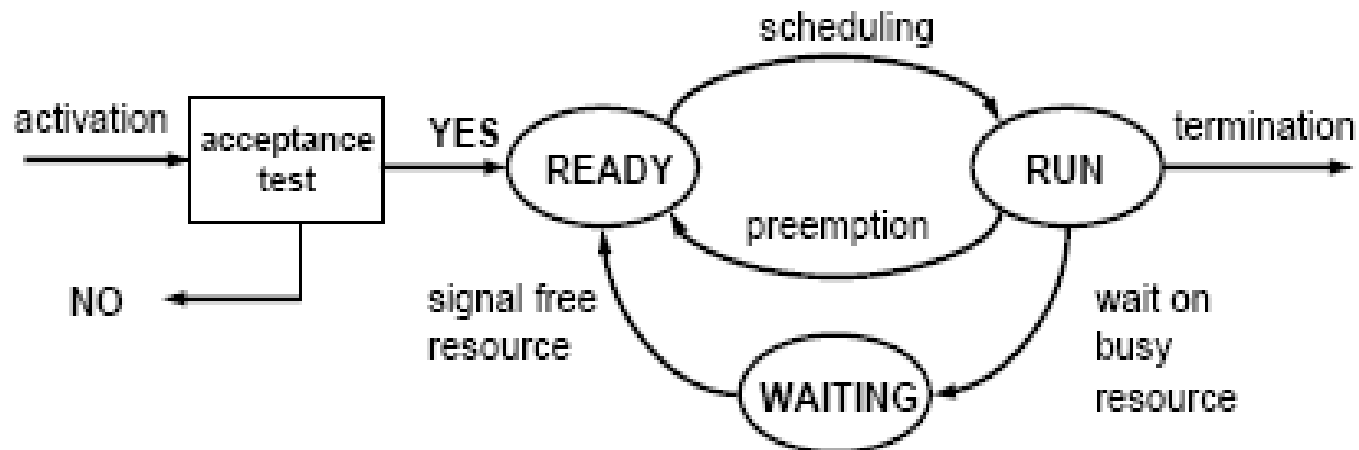 scheduling
activation
acceptance
test
YES
READY
RUN
termination
preemption
NO
signal free
resource
wait on
busy
resource
WAITING